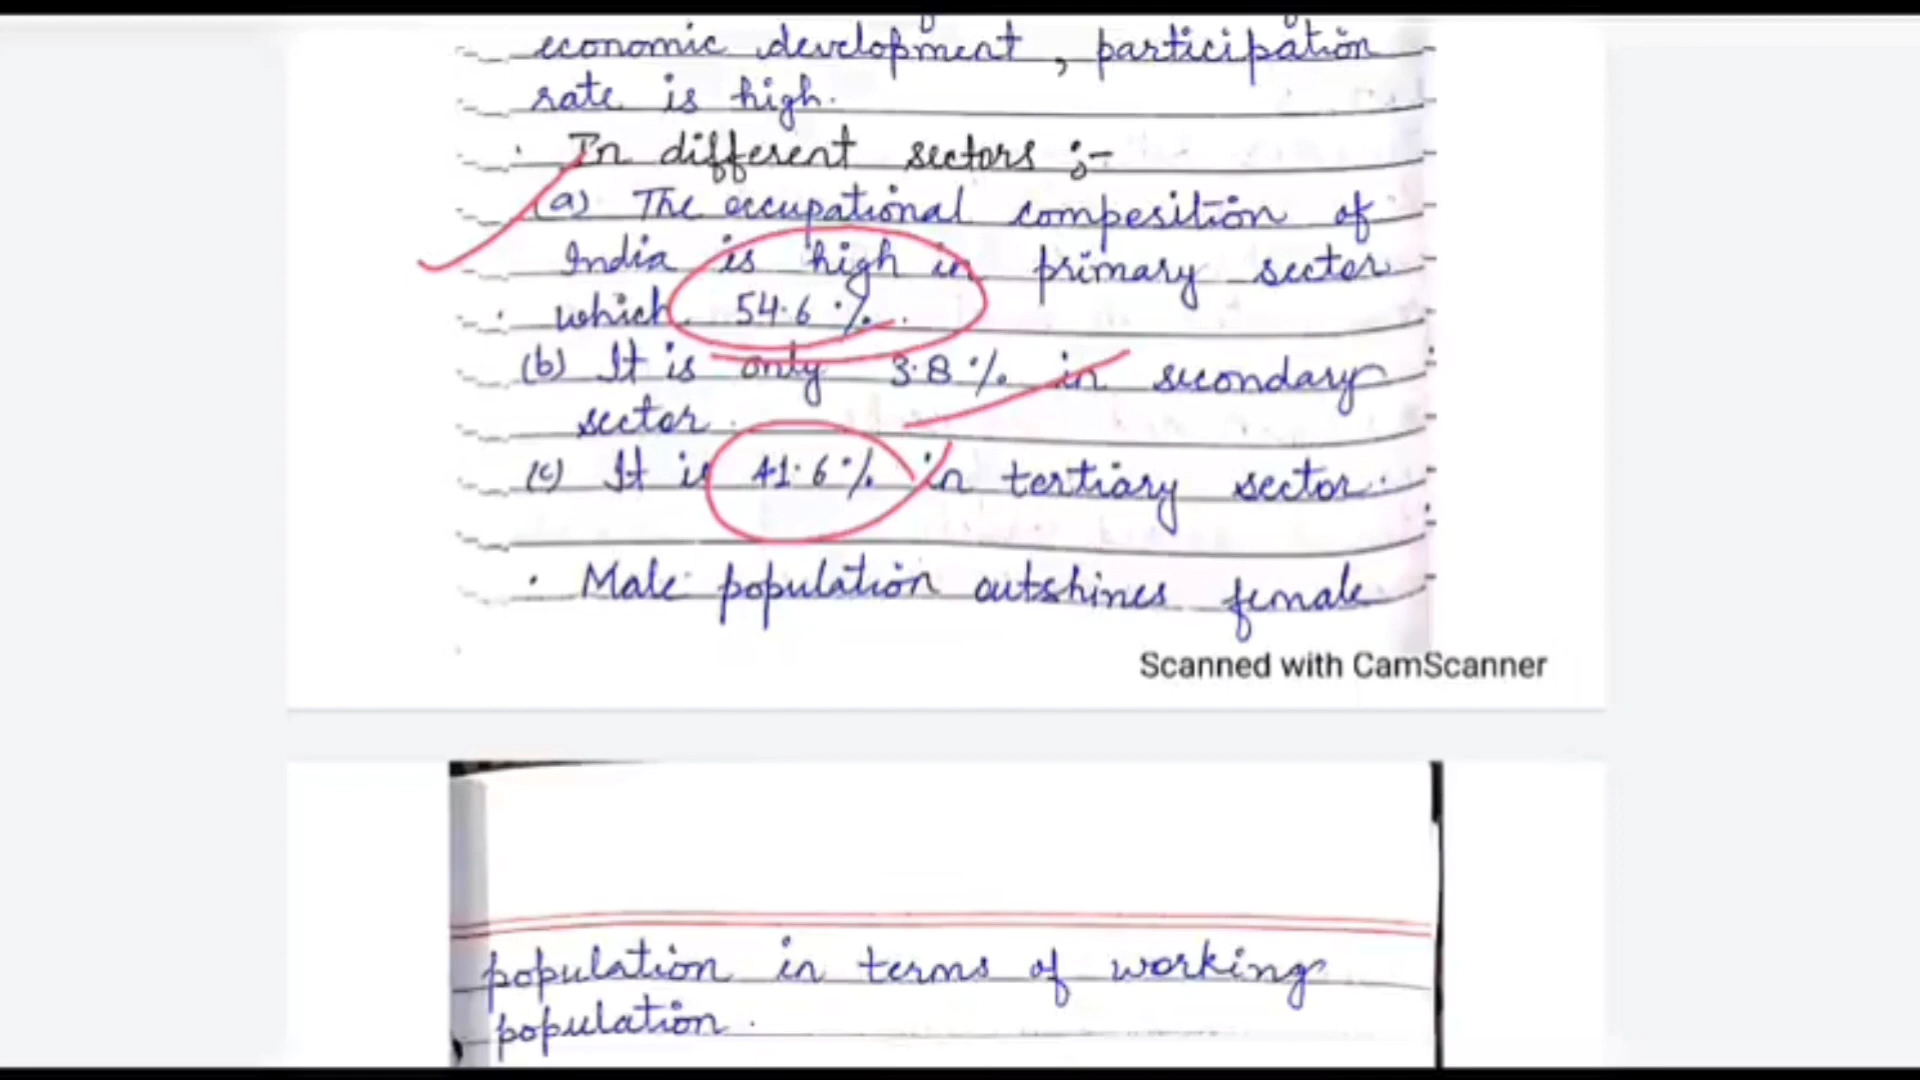 economic development, participation
rate is high.
In different sectors :-
(a) The occupational composition of
India is high in primary sector
which 54.6 %.
(b) It is only 3.8 % in secondary
sector.
(c) It is 41.6 % in tertiary sector.
· Male population outshines female
Scanned with CamScanner
population in terms of working
population.